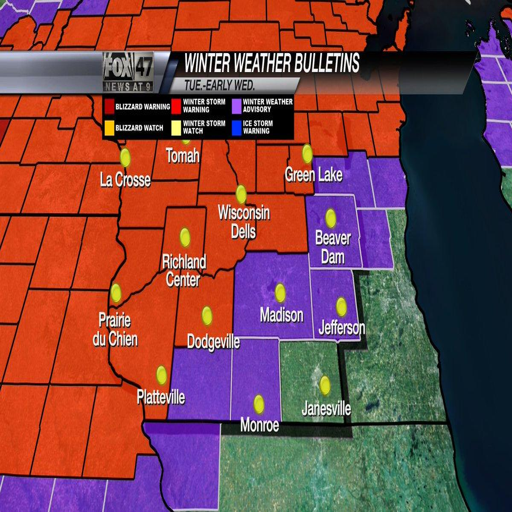 FOX 47
NEWS AT 9
WINTER WEATHER BULLETINS
TUE.-EARLY WED.
BLIZZARD WARNING
WINTER STORM WARNING
WINTER WEATHER ADVISORY
BLIZZARD WATCH
WINTER STORM WATCH
ICE STORM WARNING
Tomah
La Crosse
Green Lake
Wisconsin
Dells
Beaver
Dam
Richland
Center
Prairie
du Chien
Madison
Jefferson
Dodgeville
Platteville
Janesville
Monroe